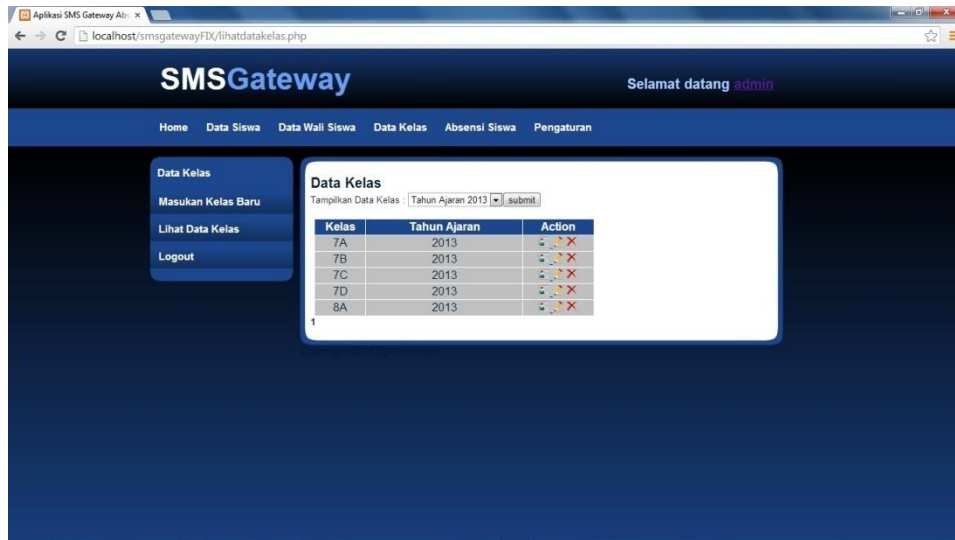 Aplikasi SMS Gateway Ab
localhost/smsgatewayFIX/lihatdatakelas.php
SMSGateway
Selamat datang admin
Home Data Siswa Data Wali Siswa Data Kelas Absensi Siswa Pengaturan
Data Kelas
Masukan Kelas Baru
Lihat Data Kelas
Logout
Data Kelas
Tampilkan Data Kelas : Tahun Ajaran 2013 submit
Kelas Tahun Ajaran Action
7A 2013
7B 2013
7C 2013
7D 2013
8A 2013
1